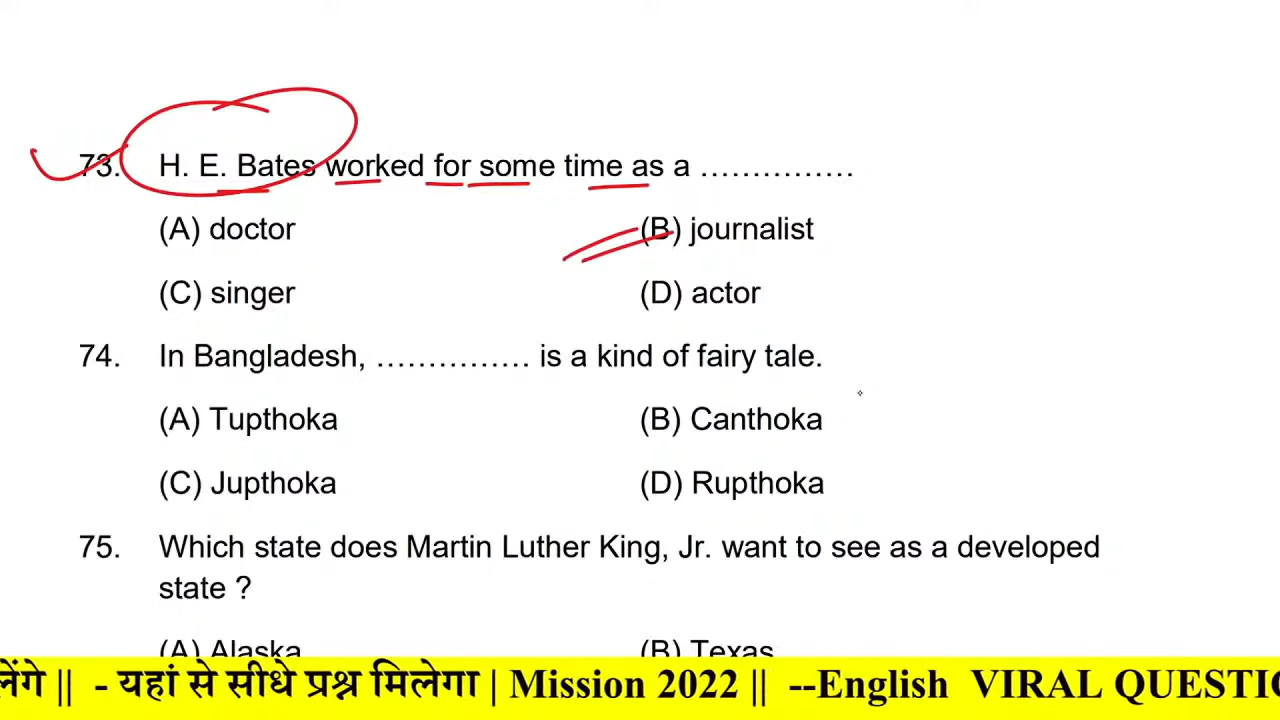 73. H. E. Bates worked for some time as a ……………
(A) doctor (B) journalist
(C) singer (D) actor
74. In Bangladesh, …………… is a kind of fairy tale.
(A) Tupthoka (B) Canthoka
(C) Jupthoka (D) Rupthoka
75. Which state does Martin Luther King, Jr. want to see as a developed
state ?
(A) Alaska (B) Texas
लेंगे || - यहां से सीधे प्रश्न मिलेगा | Mission 2022 || --English VIRAL QUESTIO